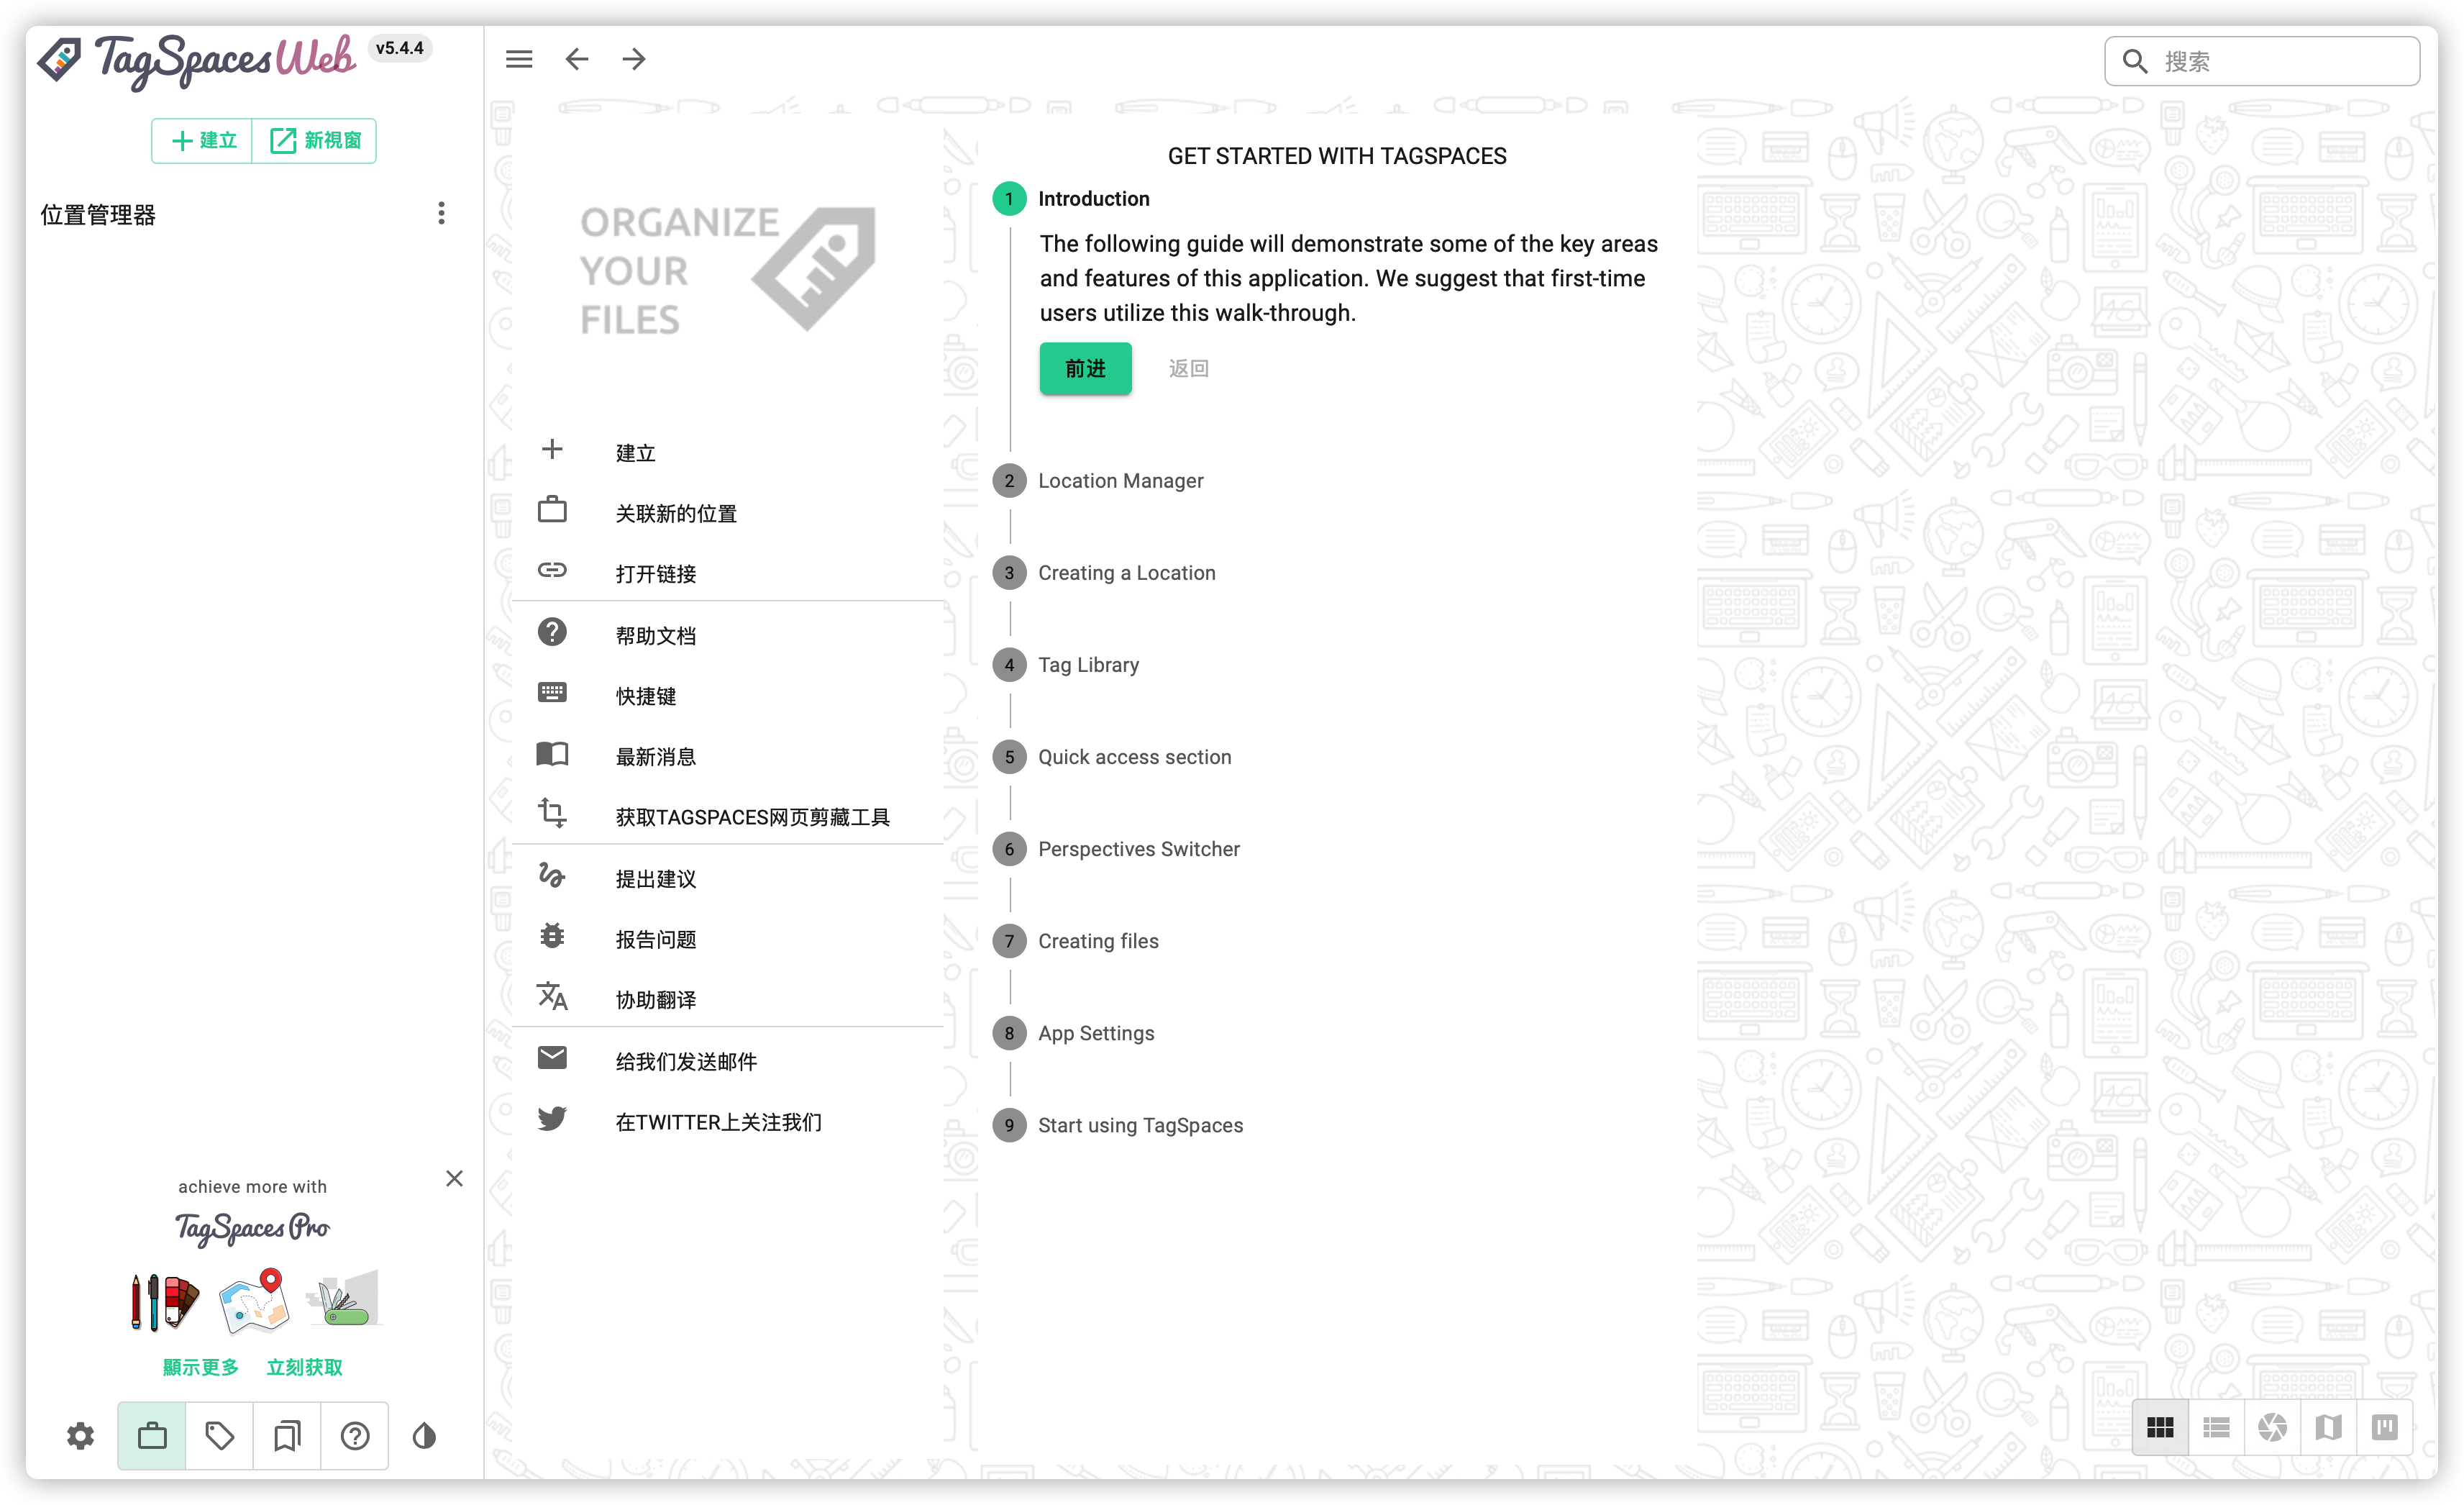 TagSpaces Web
v5.4.4
搜索
建立
新視窗
位置管理器
ORGANIZE
YOUR
FILES
建立
关联新的位置
打开链接
帮助文档
快捷键
最新消息
获取TAGSPACES网页剪藏工具
提出建议
报告问题
协助翻译
给我们发送邮件
在TWITTER上关注我们
GET STARTED WITH TAGSPACES
1 Introduction
The following guide will demonstrate some of the key areas
and features of this application. We suggest that first-time
users utilize this walk-through.
前进
返回
2 Location Manager
3 Creating a Location
4 Tag Library
5 Quick access section
6 Perspectives Switcher
7 Creating files
8 App Settings
9 Start using TagSpaces
achieve more with
TagSpaces Pro
顯示更多
立刻获取